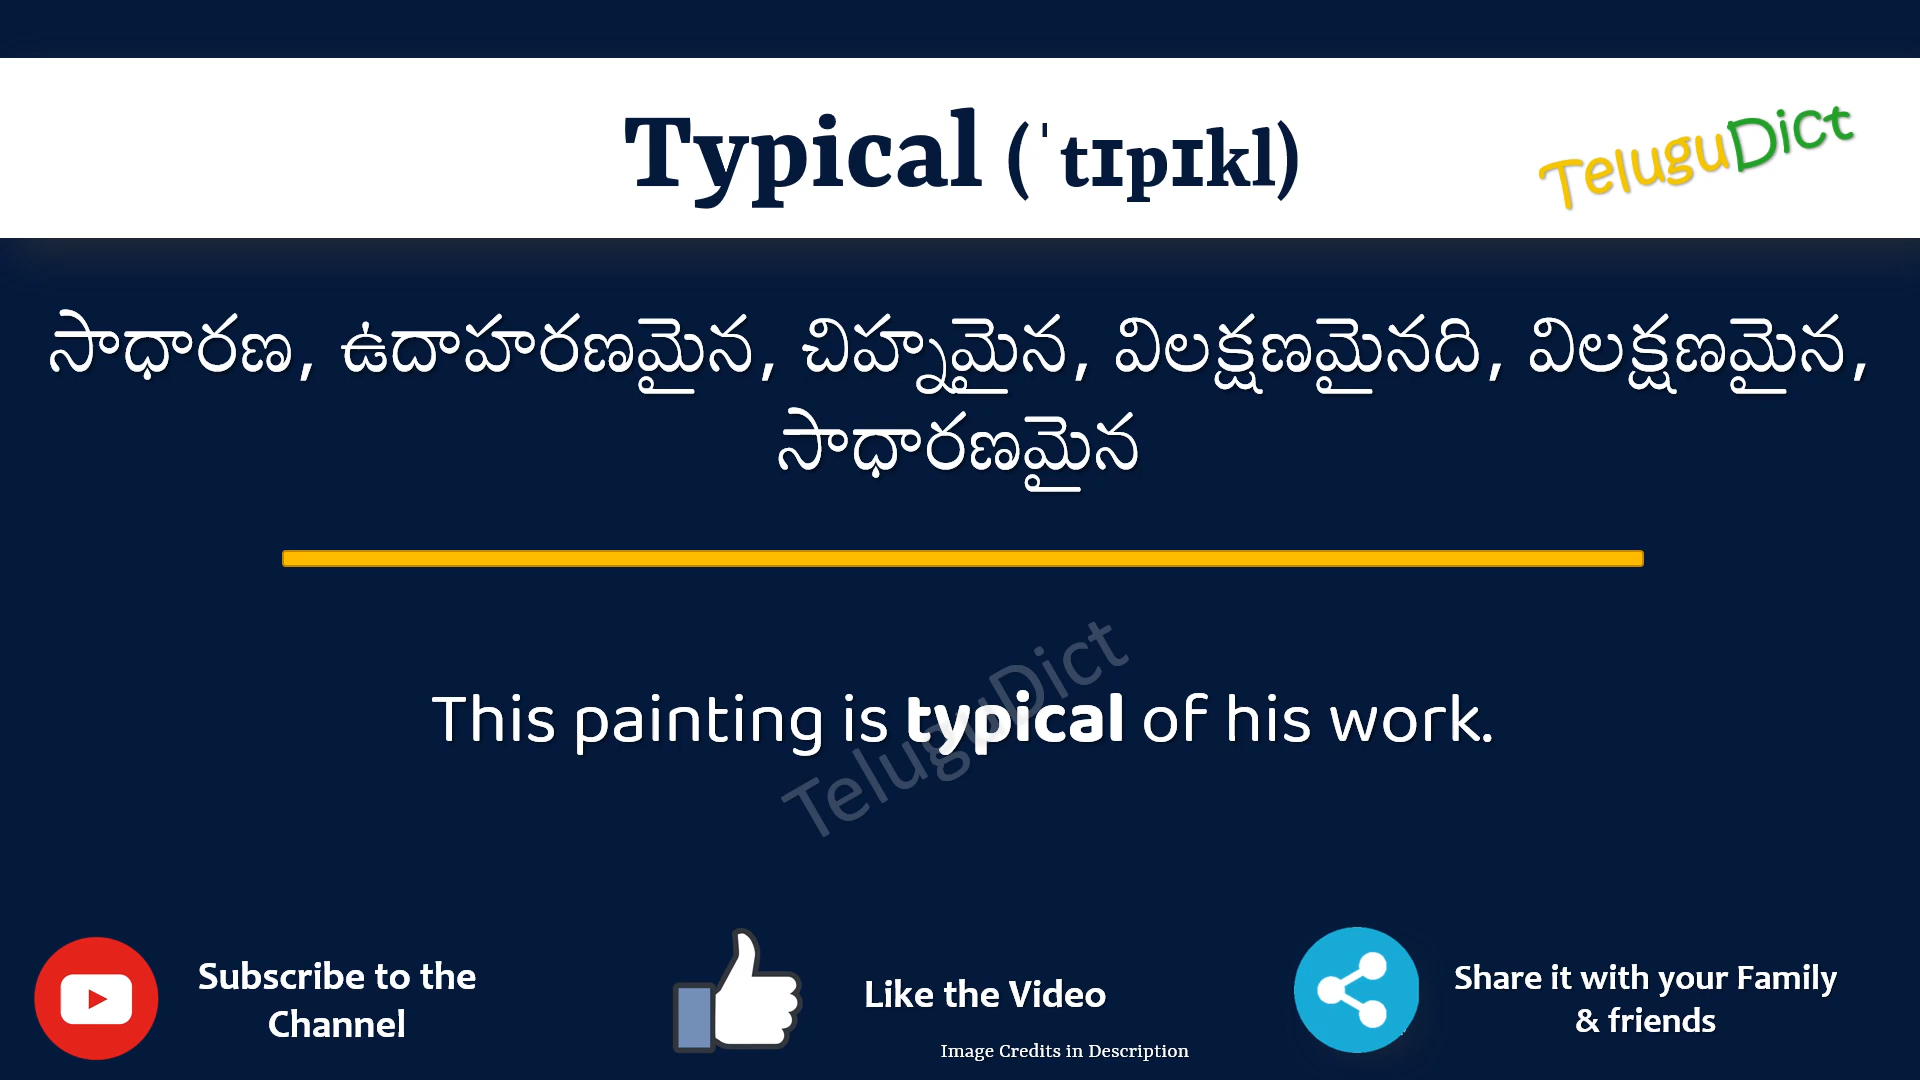 Typical (ˈtɪpɪkl)
TeluguDict
సాధారణ, ఉదాహరణమైన, చిహ్నమైన, విలక్షణమైనది, విలక్షణమైన,
సాధారణమైన
This painting is typical of his work.
TeluguDict
Subscribe to the
Channel
Like the Video
Share it with your Family
& friends
Image Credits in Description